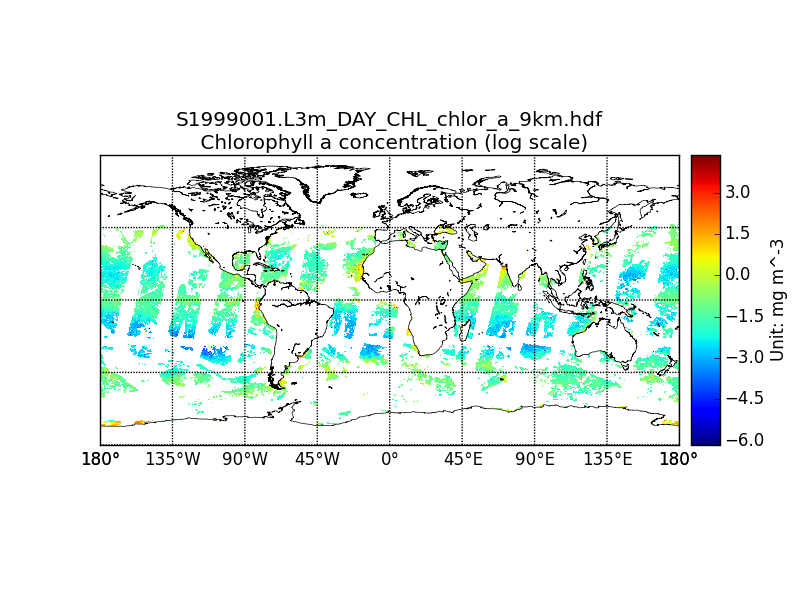 S1999001.L3m_DAY_CHL_chlor_a_9km.hdf
Chlorophyll a concentration (log scale)
3.0
1.5
0.0
−1.5
−3.0
−4.5
−6.0
Unit: mg m^-3
180° 135°W 90°W 45°W 0° 45°E 90°E 135°E 180°